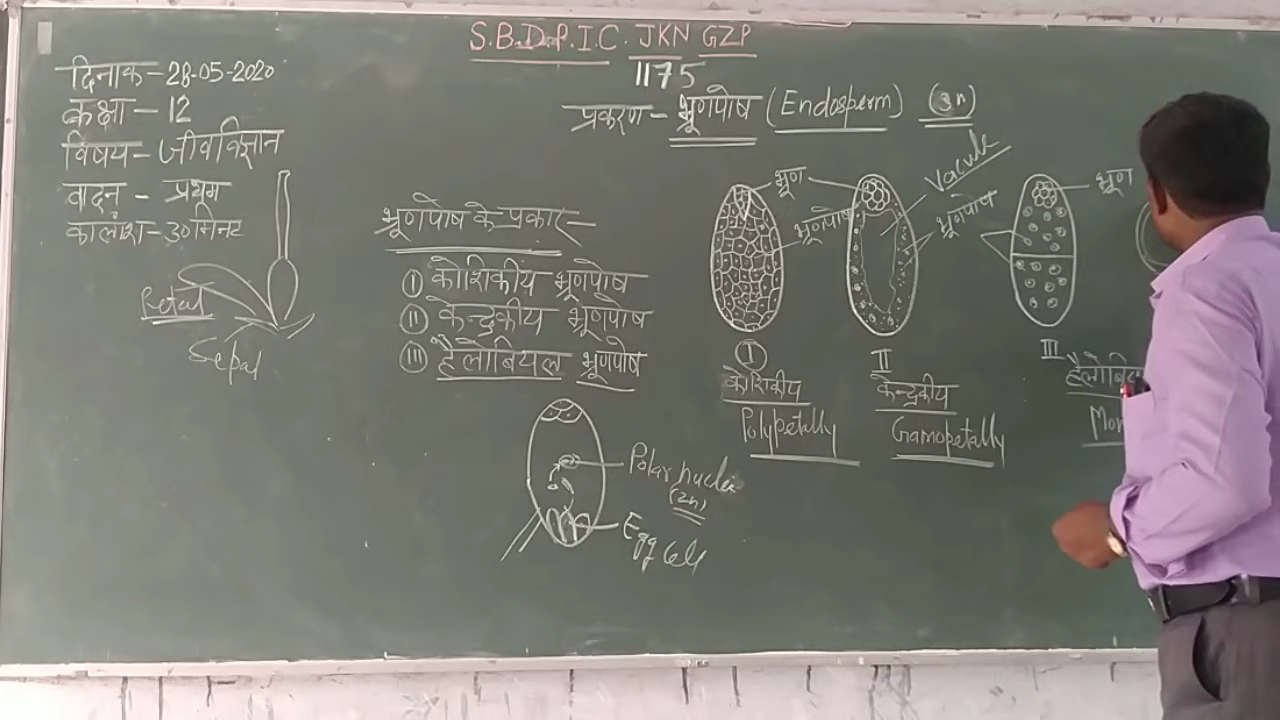 S.B.D.P.I.C. JKN GZP
1175
दिनांक - 28-05-2020
कक्षा - 12
विषय - जीवविज्ञान
वादन - प्रथम
कालांश - 30 मिनट
प्रकरण - भ्रूणपोष (Endosperm) (3n)
भ्रूणपोष के प्रकार -
I कोशिकीय भ्रूणपोष
II केन्द्रकीय भ्रूणपोष
III हैलोबियल भ्रूणपोष
Sepal
भ्रूण
भ्रूणपोष
Vacule
भ्रूणपोष
भ्रूण
I
कोशिकीय
Polypetally
II
केन्द्रकीय
Gamopetally
III
Polar nuclei
(2n)
Egg cell